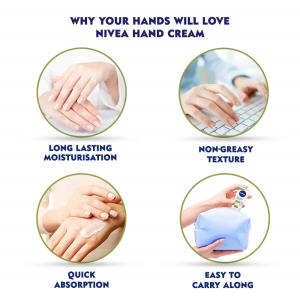 WHY YOUR HANDS WILL LOVE
NIVEA HAND CREAM
LONG LASTING
MOISTURISATION
NON-GREASY
TEXTURE
QUICK
ABSORPTION
EASY TO
CARRY ALONG